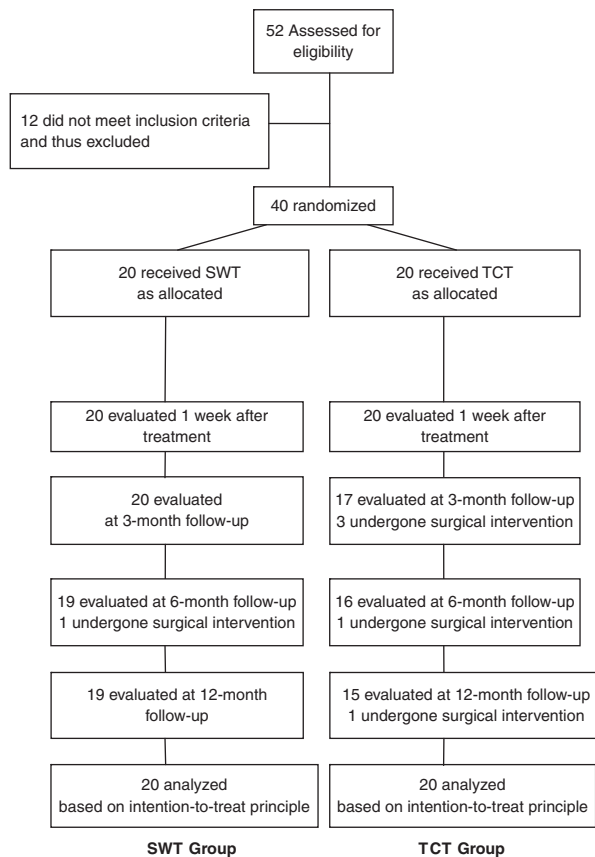 52 Assessed for
eligibility
12 did not meet inclusion criteria
and thus excluded
40 randomized
20 received SWT
as allocated
20 received TCT
as allocated
20 evaluated 1 week after
treatment
20 evaluated 1 week after
treatment
20 evaluated
at 3-month follow-up
17 evaluated at 3-month follow-up
3 undergone surgical intervention
19 evaluated at 6-month follow-up
1 undergone surgical intervention
16 evaluated at 6-month follow-up
1 undergone surgical intervention
19 evaluated at 12-month
follow-up
15 evaluated at 12-month follow-up
1 undergone surgical intervention
20 analyzed
based on intention-to-treat principle
20 analyzed
based on intention-to-treat principle
SWT Group
TCT Group